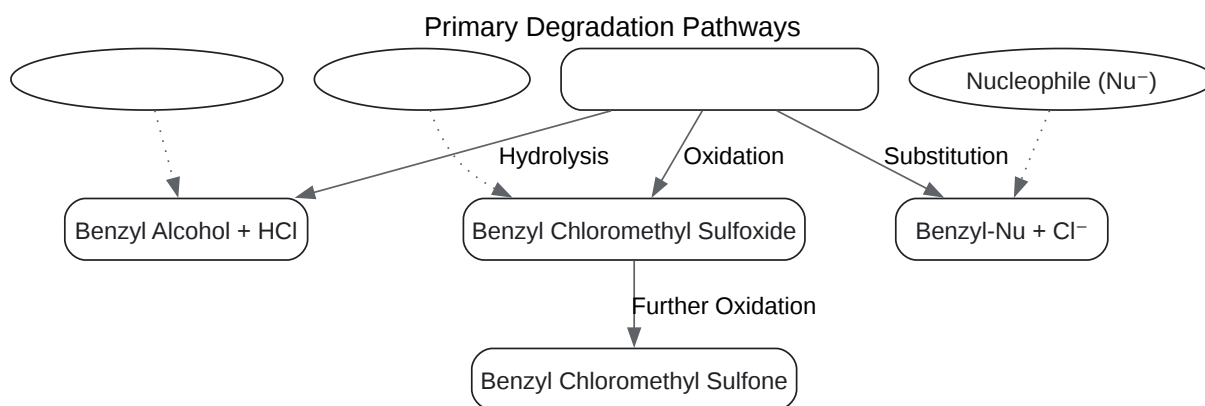 Primary Degradation Pathways
Nucleophile (Nu⁻)
Hydrolysis
Oxidation
Substitution
Benzyl Alcohol + HCl
Benzyl Chloromethyl Sulfoxide
Benzyl-Nu + Cl⁻
Further Oxidation
Benzyl Chloromethyl Sulfone